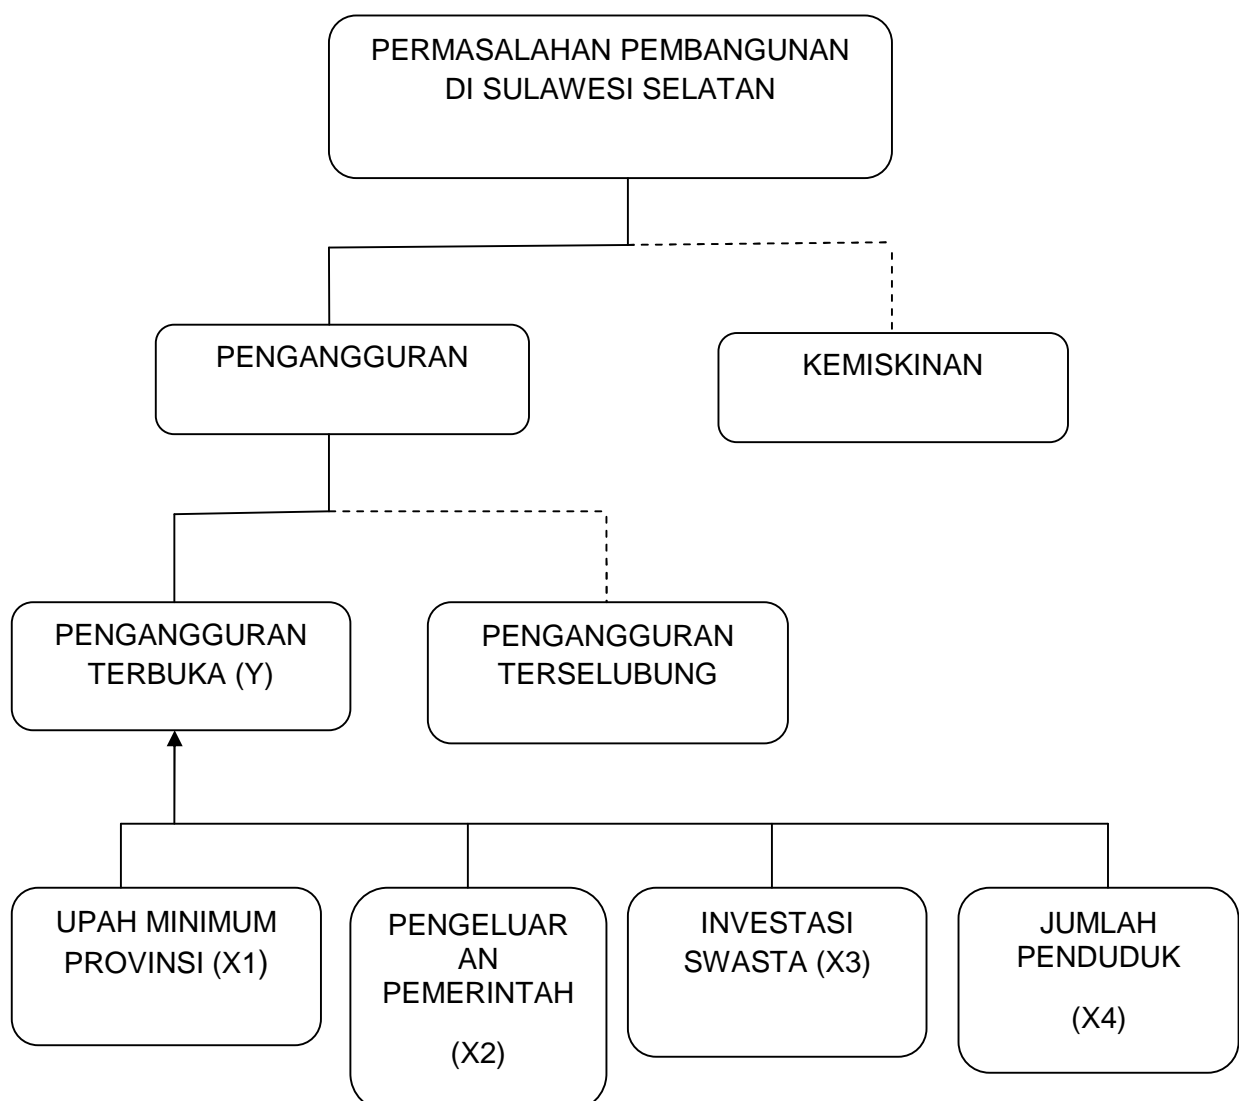 PERMASALAHAN PEMBANGUNAN
DI SULAWESI SELATAN
PENGANGGURAN
KEMISKINAN
PENGANGGURAN
TERBUKA (Y)
PENGANGGURAN
TERSELUBUNG
UPAH MINIMUM
PROVINSI (X1)
PENGELUAR
AN
PEMERINTAH
(X2)
INVESTASI
SWASTA (X3)
JUMLAH
PENDUDUK
(X4)